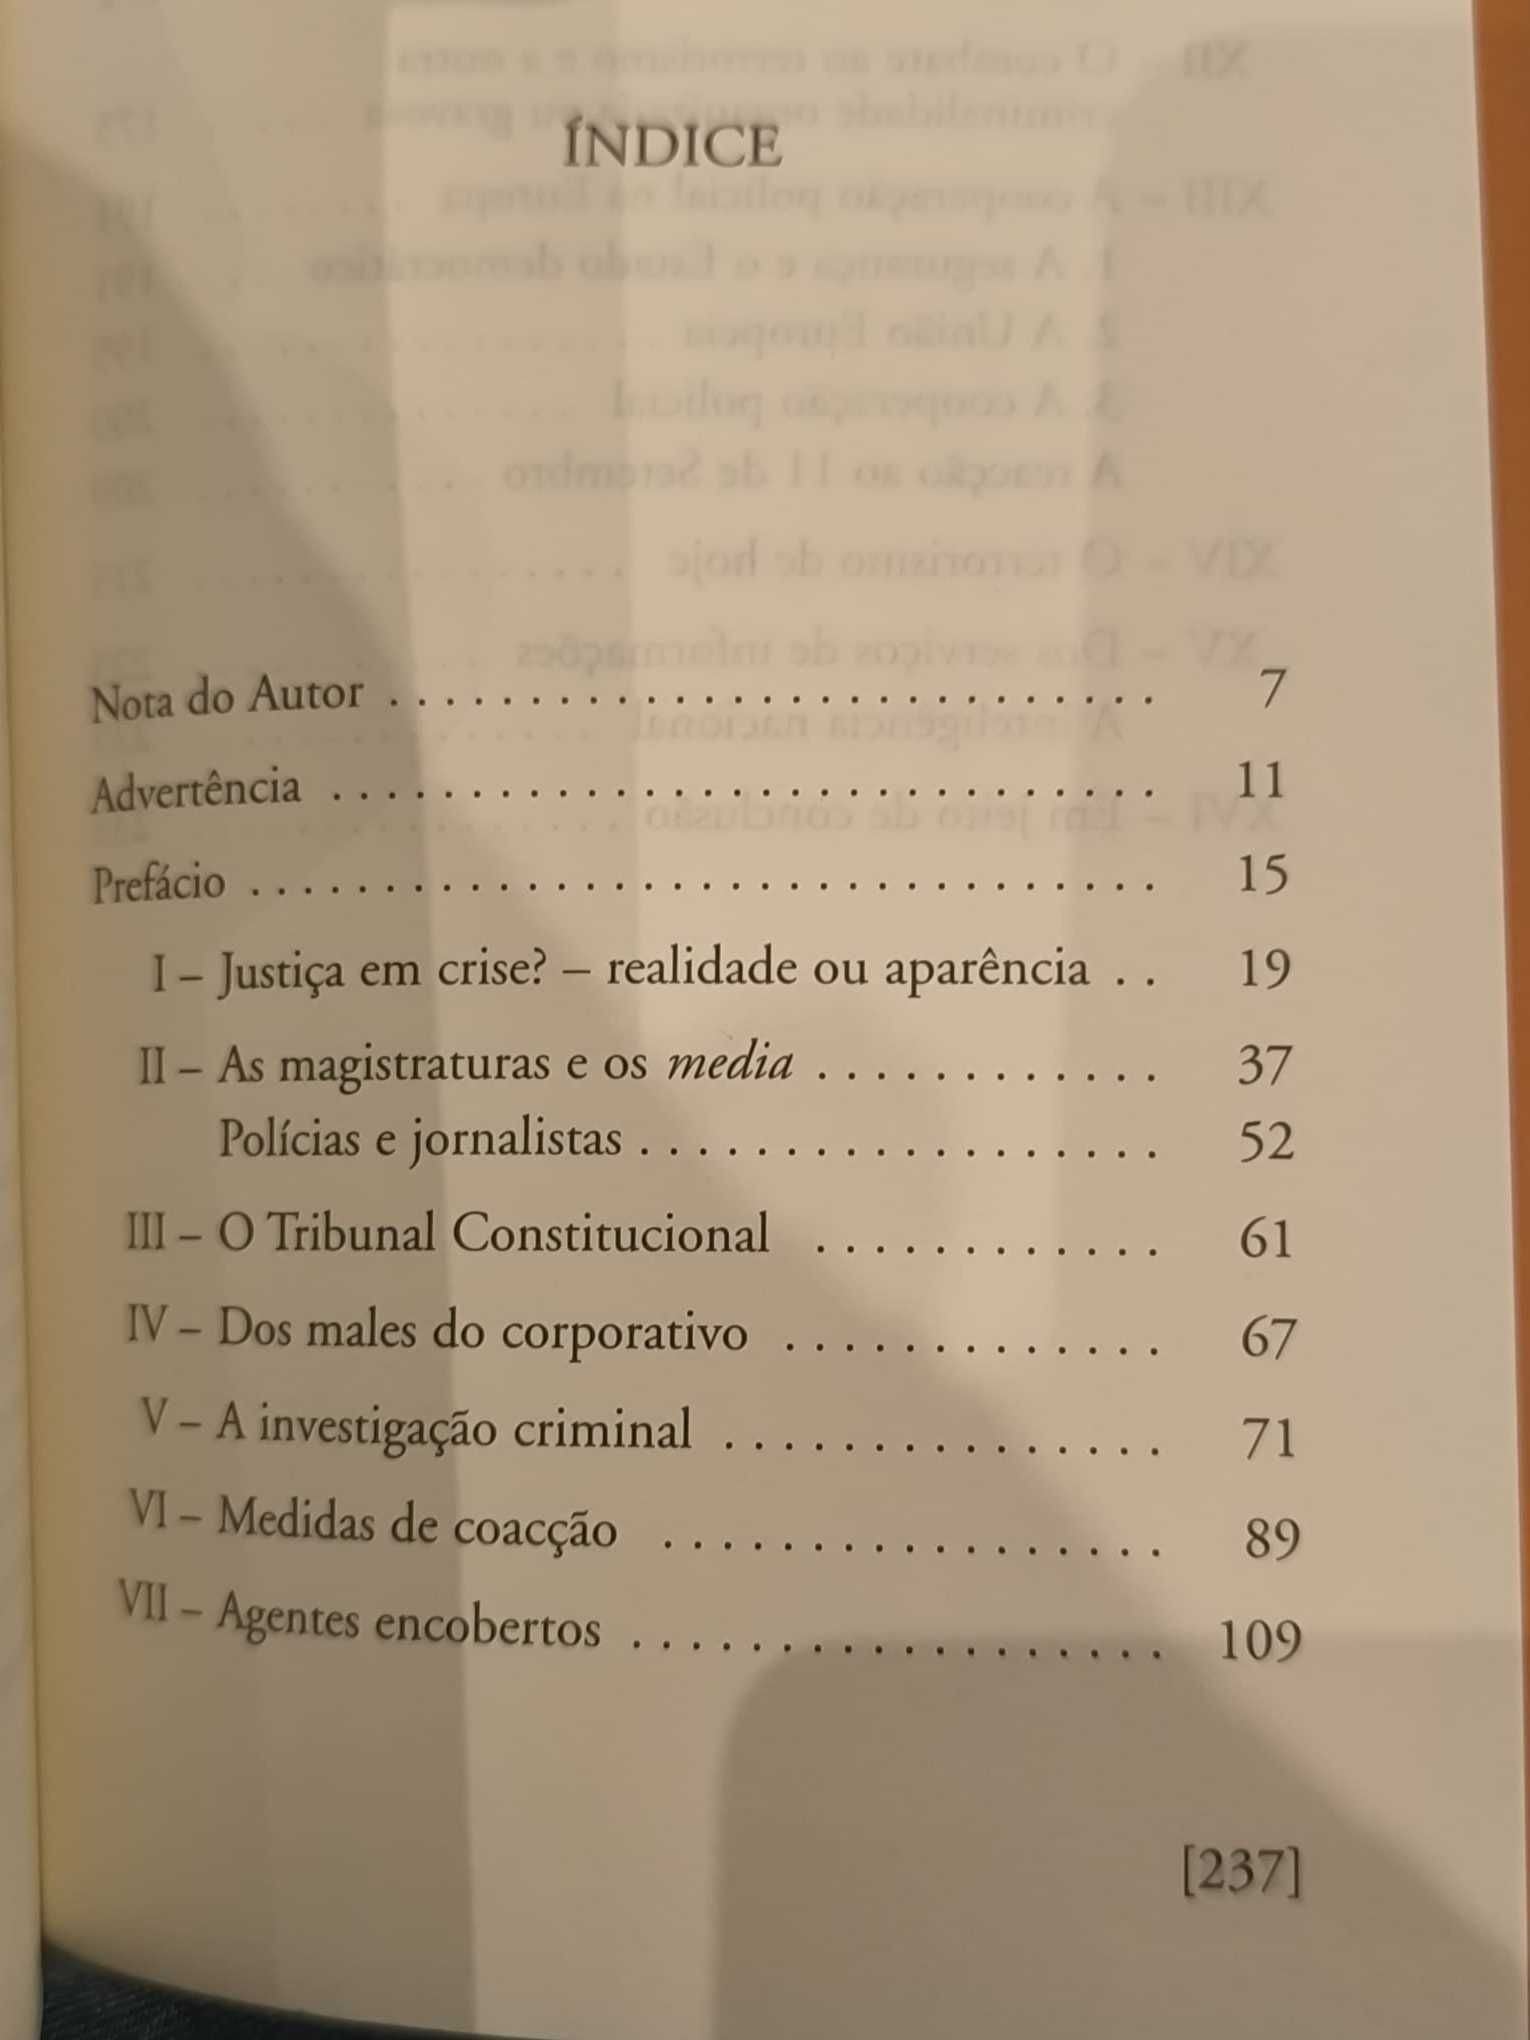 ÍNDICE
Nota do Autor . . . . . . . . . . . . . . . . . . . . . . . . . . . 7
Advertência . . . . . . . . . . . . . . . . . . . . . . . . . . . . . 11
Prefácio . . . . . . . . . . . . . . . . . . . . . . . . . . . . . . . . 15
I – Justiça em crise? – realidade ou aparência . . 19
II – As magistraturas e os media . . . . . . . . . . . . 37
Polícias e jornalistas . . . . . . . . . . . . . . . . . . 52
III – O Tribunal Constitucional . . . . . . . . . . . . 61
IV – Dos males do corporativo . . . . . . . . . . . . . 67
V – A investigação criminal . . . . . . . . . . . . . . . 71
VI – Medidas de coacção . . . . . . . . . . . . . . . . . 89
VII – Agentes encobertos . . . . . . . . . . . . . . . . . . 109
[237]